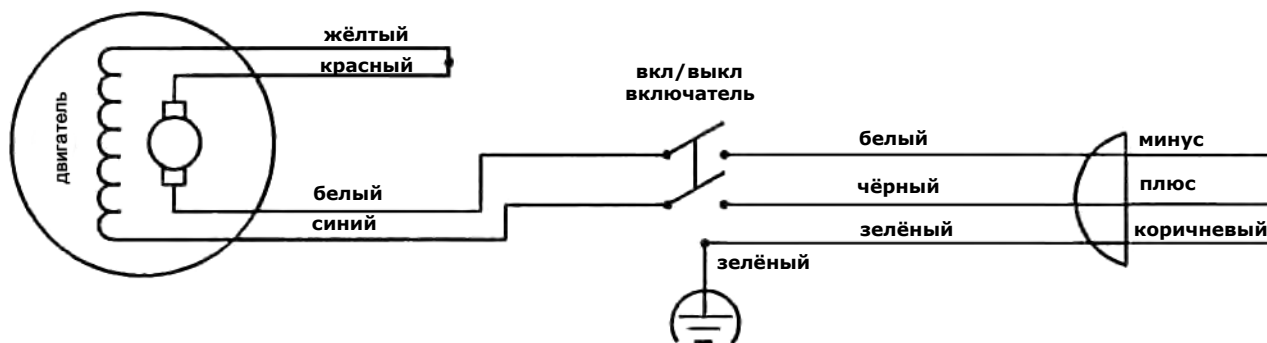 жёлтый
красный
двигатель
вкл/выкл
включатель
белый
синий
белый
чёрный
зелёный
зелёный
минус
плюс
коричневый